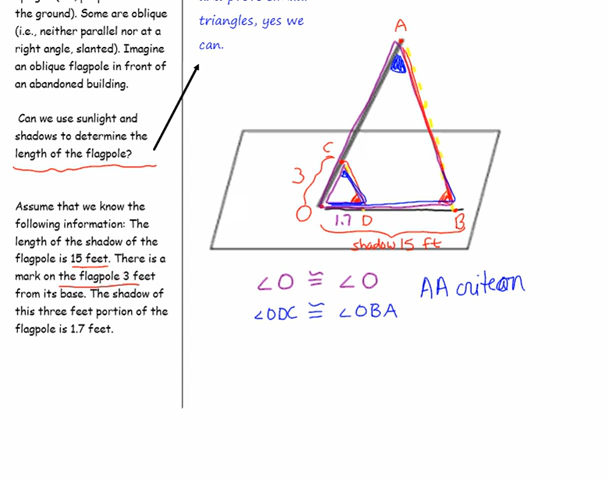 the ground). Some are oblique
(i.e., neither parallel nor at a
right angle, slanted). Imagine
an oblique flagpole in front of
an abandoned building.
Can we use sunlight and
shadows to determine the
length of the flagpole?
Assume that we know the
following information: The
length of the shadow of the
flagpole is 15 feet. There is a
mark on the flagpole 3 feet
from its base. The shadow of
this three feet portion of the
flagpole is 1.7 feet.
triangles, yes we
can.
A
C
3
O
1.7 D
B
shadow 15 ft
∠O ≅ ∠O
∠ODC ≅ ∠OBA
AA criteron